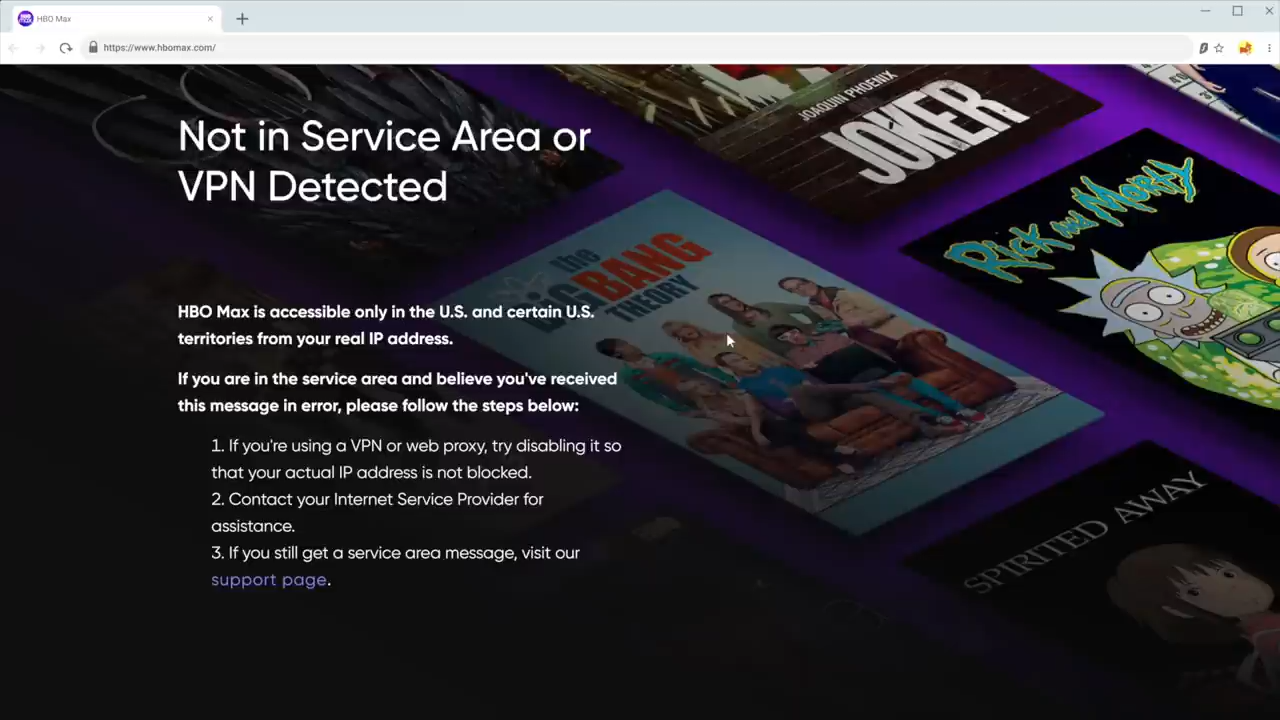 HBO Max
https://www.hbomax.com/
Not in Service Area or
VPN Detected
HBO Max is accessible only in the U.S. and certain U.S.
territories from your real IP address.
If you are in the service area and believe you've received
this message in error, please follow the steps below:
1. If you're using a VPN or web proxy, try disabling it so
that your actual IP address is not blocked.
2. Contact your Internet Service Provider for
assistance.
3. If you still get a service area message, visit our
support page.
JOAQUIN PHOENIX
JOKER
Rick and Morty
the
BiG BANG
THEORY
SPIRITED AWAY